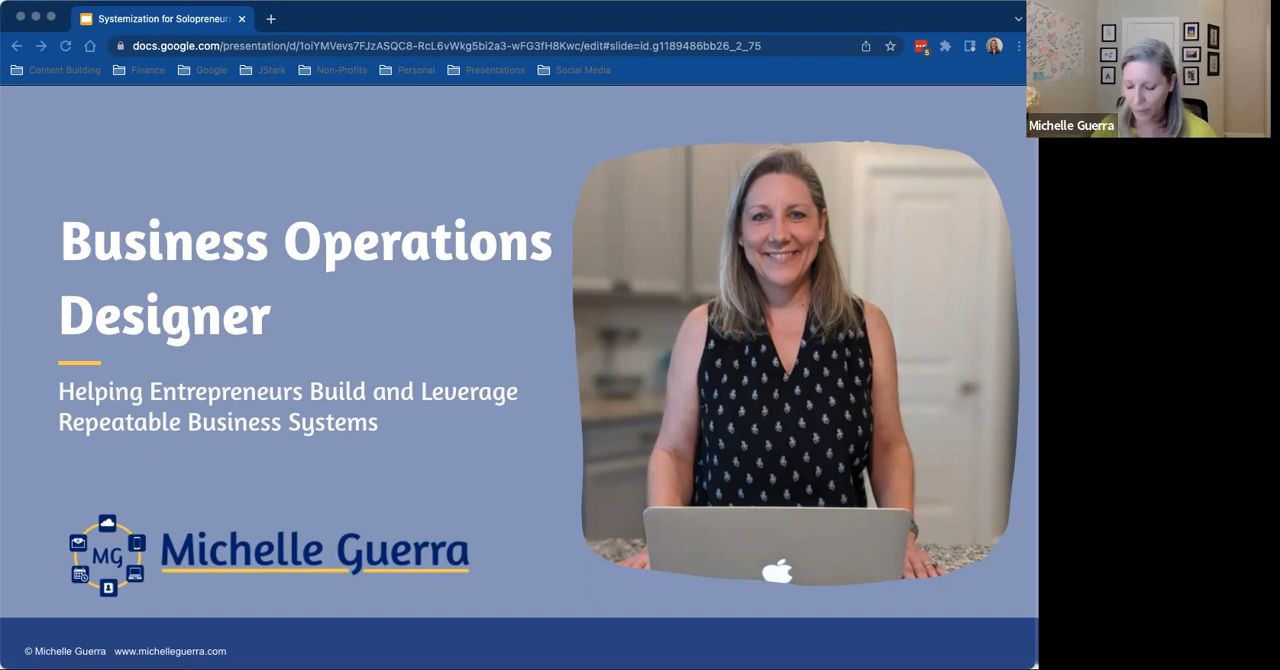 Systemization for Solopreneurs
docs.google.com/presentation/d/1oiYMVevs7FJzASQC8-RcL6vWkg5bi2a3-wFG3fH8Kwc/edit#slide=id.g1189486bb26_2_75
5
Content Building
Finance
Google
JStark
Non-Profits
Personal
Presentations
Social Media
Michelle Guerra
Business Operations
Designer
Helping Entrepreneurs Build and Leverage
Repeatable Business Systems
MG
Michelle Guerra
© Michelle Guerra www.michelleguerra.com